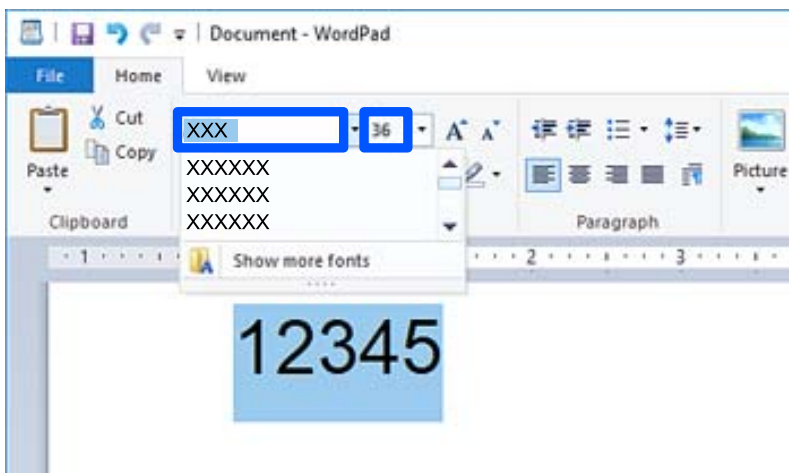 Document - WordPad
File Home View
Cut
XXX 36 A A
Copy
Paste
XXXXXX
Picture
XXXXXX
Clipboard XXXXXX Paragraph
Show more fonts
1 2 3
12345